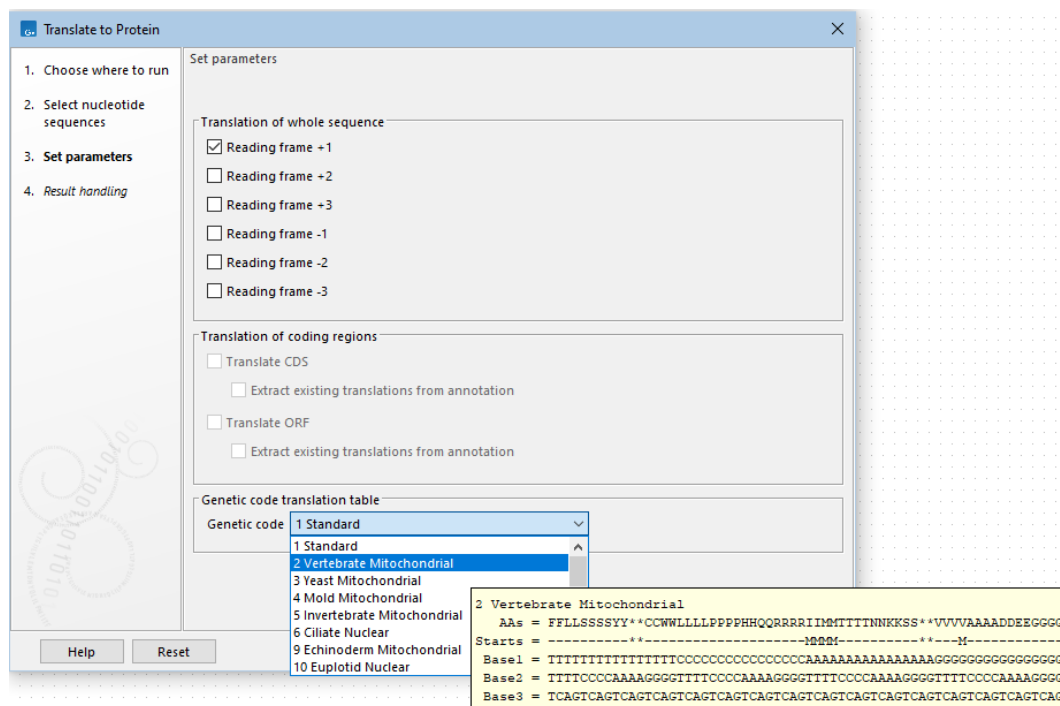 Translate to Protein
1. Choose where to run
2. Select nucleotide
sequences
3. Set parameters
4. Result handling
Set parameters
Translation of whole sequence
Reading frame +1
Reading frame +2
Reading frame +3
Reading frame -1
Reading frame -2
Reading frame -3
Translation of coding regions
Translate CDS
Extract existing translations from annotation
Translate ORF
Extract existing translations from annotation
Genetic code translation table
Genetic code 1 Standard
1 Standard
2 Vertebrate Mitochondrial
3 Yeast Mitochondrial
4 Mold Mitochondrial
5 Invertebrate Mitochondrial
6 Ciliate Nuclear
9 Echinoderm Mitochondrial
10 Euplotid Nuclear
2 Vertebrate Mitochondrial
AAs = FFLLSSSSYY**CCWWLLLLPPPPHHQQRRRRIIMMTTTTNNKKSS**VVVVAAAADDEEGGGG
Starts = ----------**--------------------MMMM----------**---M------------
Base1 = TTTTTTTTTTTTTTTTCCCCCCCCCCCCCCCCAAAAAAAAAAAAAAAAGGGGGGGGGGGGGGGG
Base2 = TTTTCCCCAAAAGGGGTTTTCCCCAAAAGGGGTTTTCCCCAAAAGGGGTTTTCCCCAAAAGGGG
Base3 = TCAGTCAGTCAGTCAGTCAGTCAGTCAGTCAGTCAGTCAGTCAGTCAGTCAGTCAGTCAGTCAG
Help
Reset